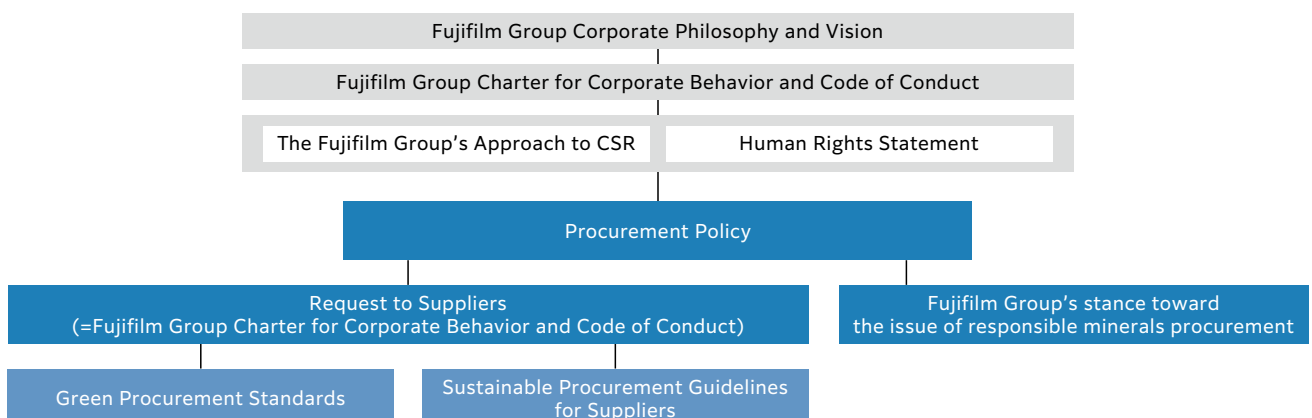 Fujifilm Group Corporate Philosophy and Vision
Fujifilm Group Charter for Corporate Behavior and Code of Conduct
The Fujifilm Group's Approach to CSR
Human Rights Statement
Procurement Policy
Request to Suppliers
(=Fujifilm Group Charter for Corporate Behavior and Code of Conduct)
Fujifilm Group's stance toward
the issue of responsible minerals procurement
Green Procurement Standards
Sustainable Procurement Guidelines
for Suppliers